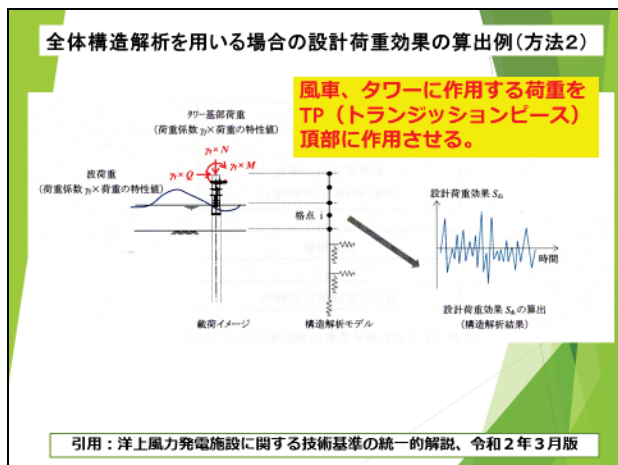 全体構造解析を用いる場合の設計荷重効果の算出例(方法2)
風車、タワーに作用する荷重を
TP(トランジッションピース)
頂部に作用させる。
タワー基部荷重
(荷重係数γf×荷重の特性値)
γf×N
γf×Q
γf×M
波荷重
(荷重係数γf×荷重の特性値)
格点 i
設計荷重効果 Sdi
時間
設計荷重効果 Sdi の算出
(構造解析結果)
載荷イメージ
構造解析モデル
引用:洋上風力発電施設に関する技術基準の統一的解説、令和2年3月版